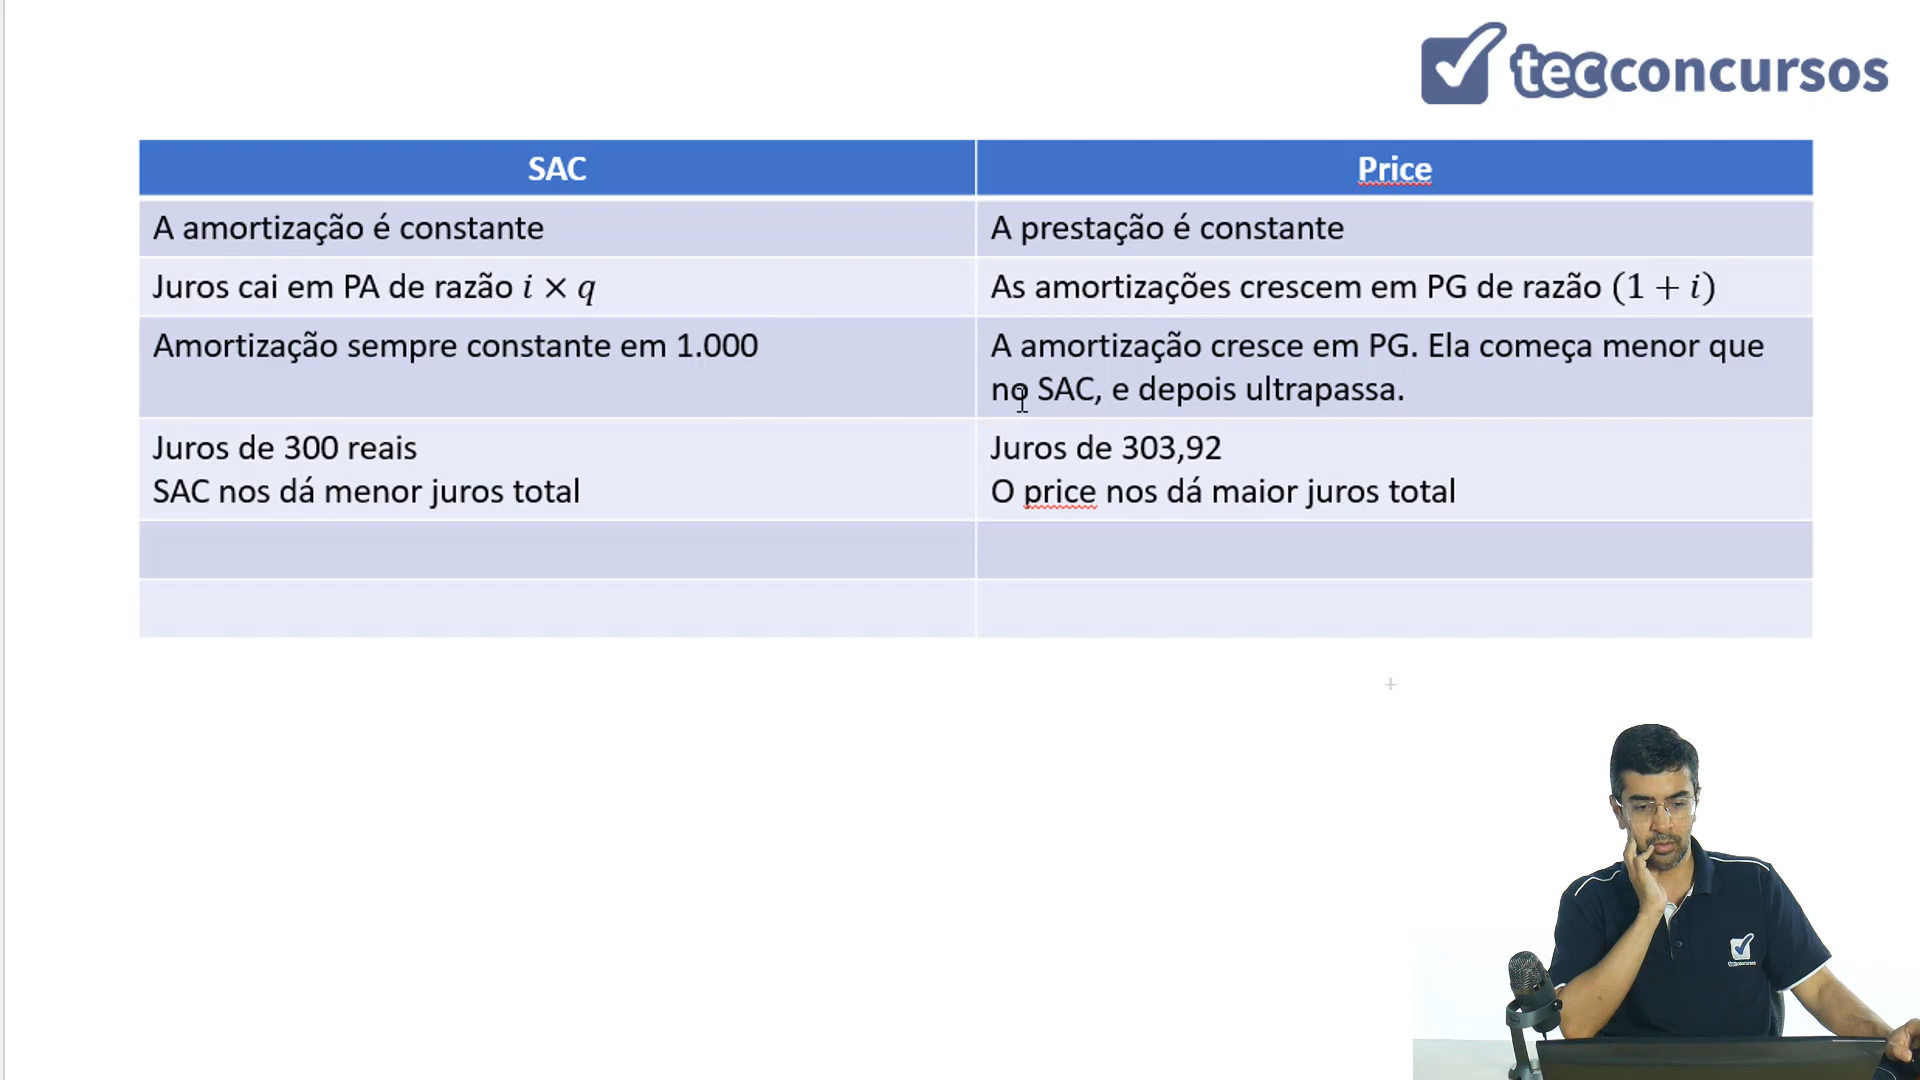 tecconcursos
SAC
Price
A amortização é constante
A prestação é constante
Juros cai em PA de razão i × q
As amortizações crescem em PG de razão (1 + i)
Amortização sempre constante em 1.000
A amortização cresce em PG. Ela começa menor que
no SAC, e depois ultrapassa.
Juros de 300 reais
SAC nos dá menor juros total
Juros de 303,92
O price nos dá maior juros total